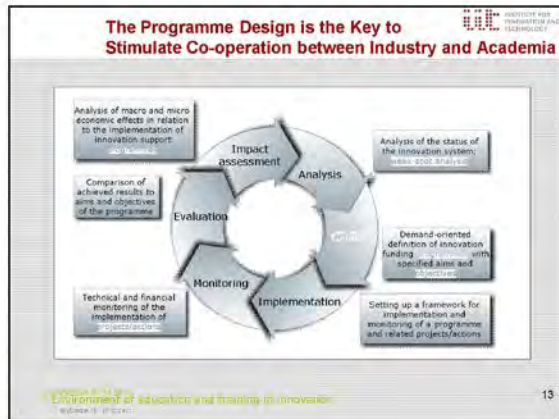 The Programme Design is the Key to
Stimulate Co-operation between Industry and Academia
INSTITUTE FOR
INNOVATION AND
TECHNOLOGY
Analysis of macro and micro
economic effects in relation
to the implementation of
innovation support
Impact
assessment
Analysis
Analysis of the status of
the innovation system;
weak-spot analysis
Comparison of
achieved results to
aims and objectives
of the programme
Evaluation
Demand-oriented
definition of innovation
funding
with
specified aims and
objectives
Monitoring
Implementation
Technical and financial
monitoring of the
implementation of
projects/actions
Setting up a framework for
implementation and
monitoring of a programme
and related projects/actions
Environment of education and training to innovation
13